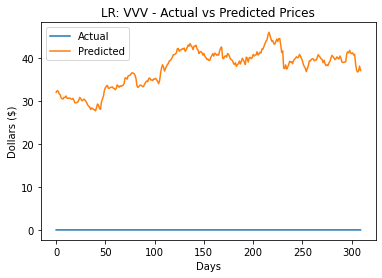 LR: VVV - Actual vs Predicted Prices
Actual
Predicted
Dollars ($)
40
30
20
10
0
0 50 100 150 200 250 300
Days